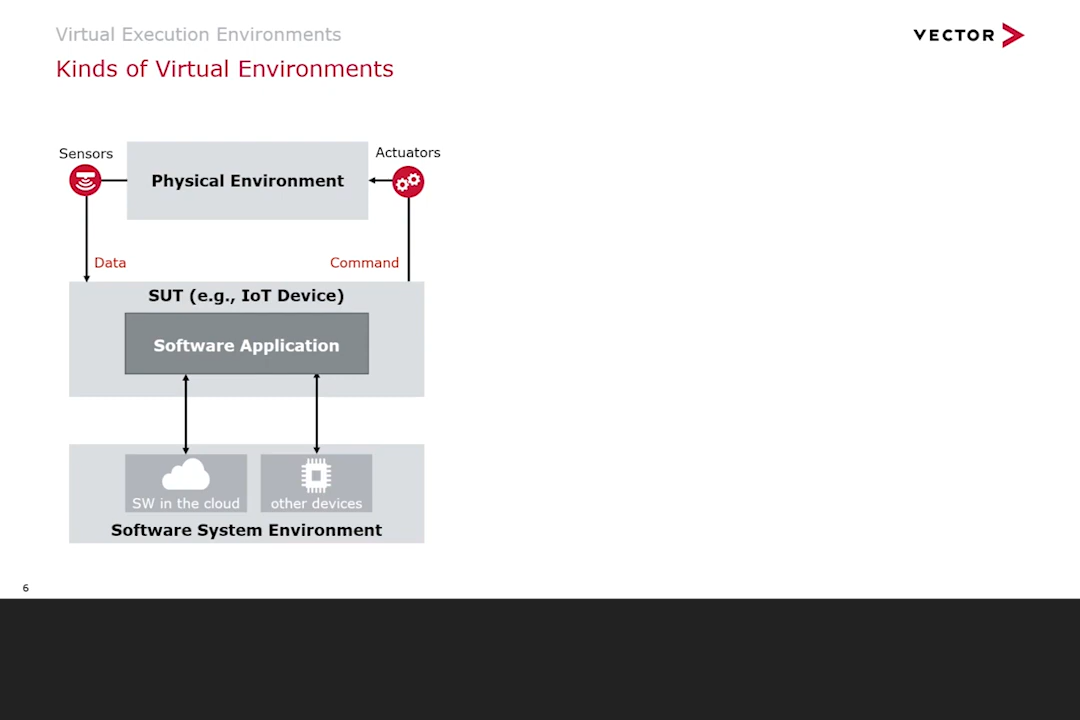 Virtual Execution Environments
VECTOR
Kinds of Virtual Environments
Sensors
Actuators
Physical Environment
Data
Command
SUT (e.g., IoT Device)
Software Application
SW in the cloud
other devices
Software System Environment
6